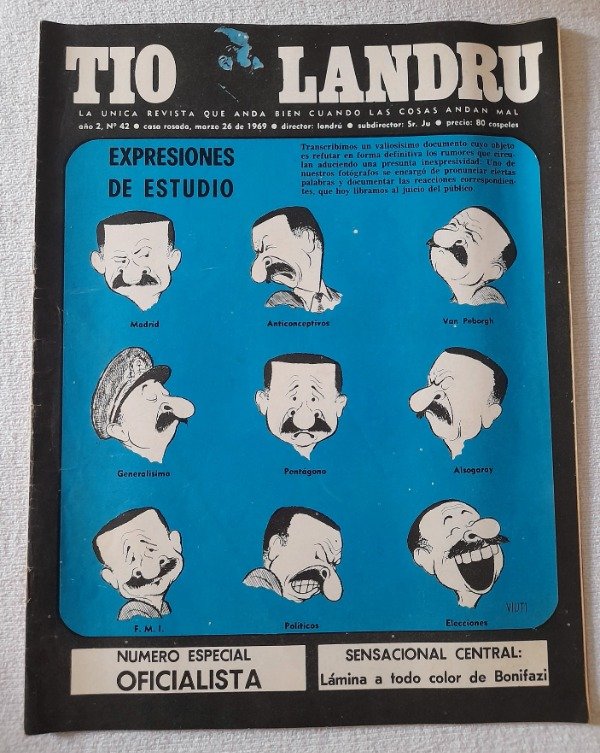 TIO LANDRU
LA UNICA REVISTA QUE ANDA BIEN CUANDO LAS COSAS ANDAN MAL
año 2, Nº 42 • casa rosada, marzo 26 de 1969 • director: landrú • subdirector: Sr. Ju • precio: 80 cospeles
EXPRESIONES
DE ESTUDIO
Transcribimos un valiosísimo documento cuyo objeto
es refutar en forma definitiva los rumores que circu-
lan aduciendo una presunta inexpresividad: Uno de
nuestros fotógrafos se encargó de pronunciar ciertas
palabras y documentar las reacciones correspondien-
tes, que hoy libramos al juicio del público.
Madrid
Anticonceptivos
Van Peborgh
Generalísimo
Pentágono
Alsogaray
F. M. I.
Políticos
Elecciones
VIUTI
NUMERO ESPECIAL
OFICIALISTA
SENSACIONAL CENTRAL:
Lámina a todo color de Bonifazi